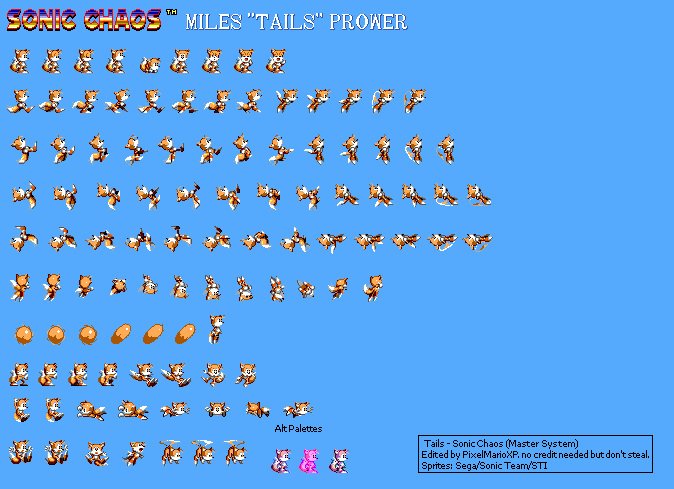 SONIC CHAOS™ MILES "TAILS" PROWER
Alt Palettes
Tails - Sonic Chaos (Master System)
Edited by PixelMarioXP. no credit needed but don't steal.
Sprites: Sega/Sonic Team/STI